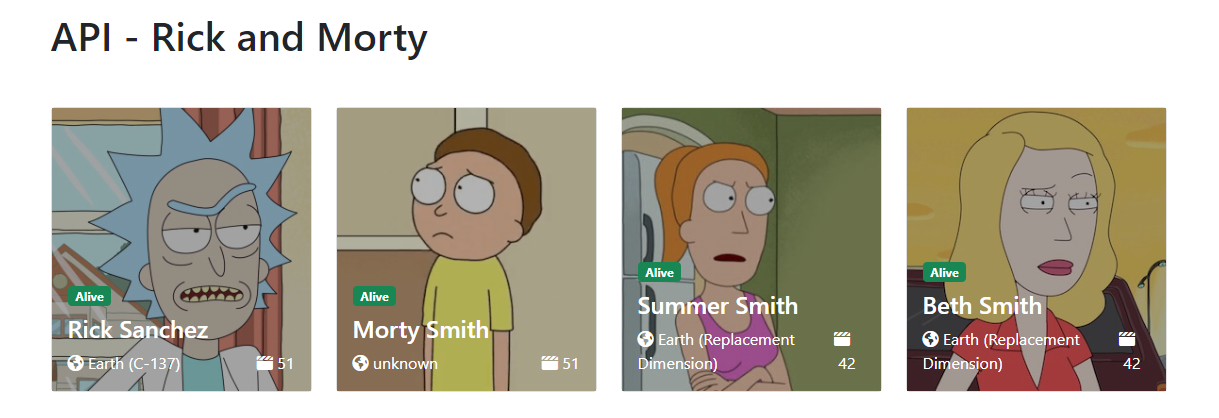 API - Rick and Morty
Alive
Rick Sanchez
Earth (C-137) 51
Alive
Morty Smith
unknown 51
Alive
Summer Smith
Earth (Replacement
Dimension) 42
Alive
Beth Smith
Earth (Replacement
Dimension) 42